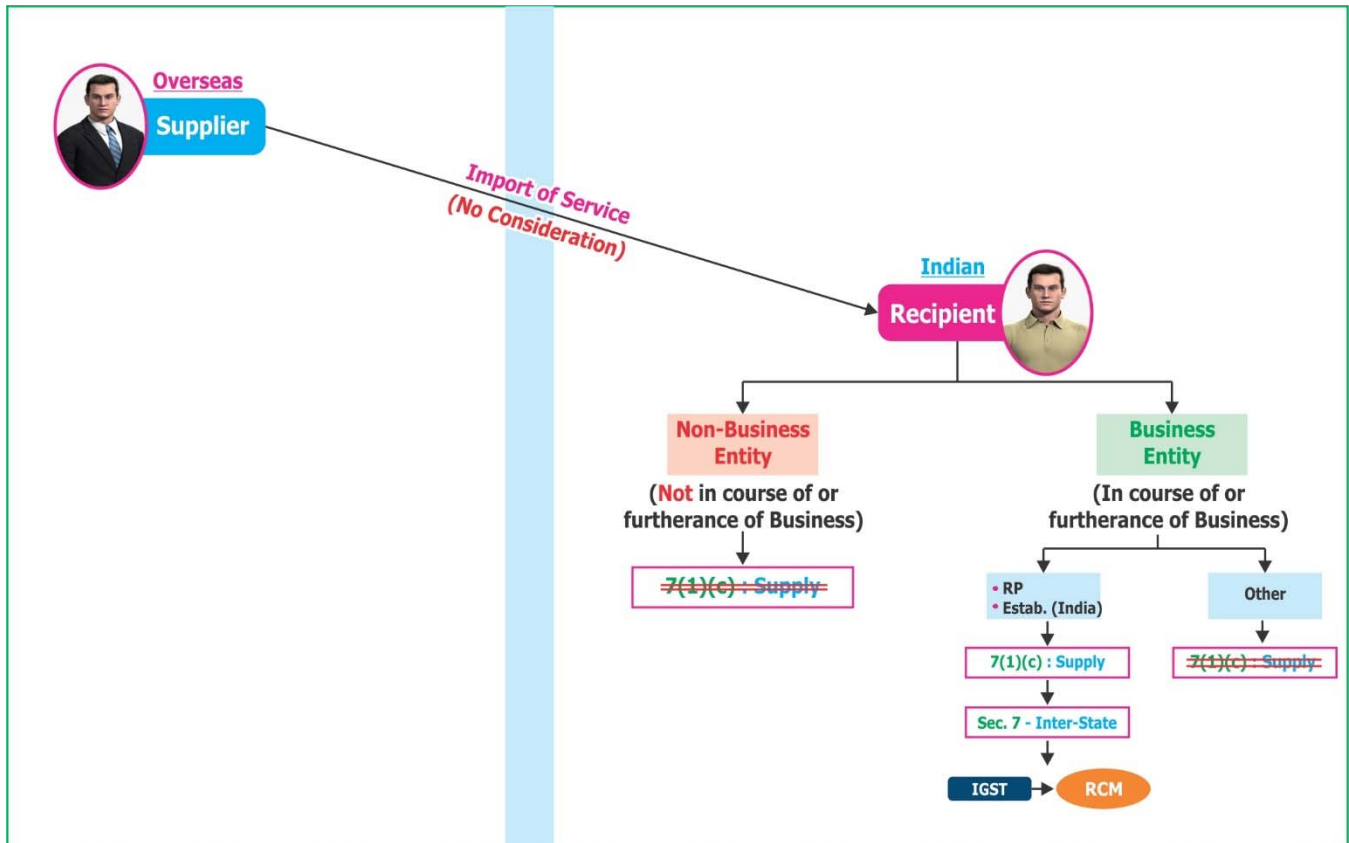 Overseas
Supplier
Import of Service
(No Consideration)
Indian
Recipient
Non-Business
Entity
(Not in course of or
furtherance of Business)
7(1)(c) : Supply
Business
Entity
(In course of or
furtherance of Business)
• RP
• Estab. (India)
7(1)(c) : Supply
Sec. 7 - Inter-State
IGST
RCM
Other
7(1)(c) : Supply